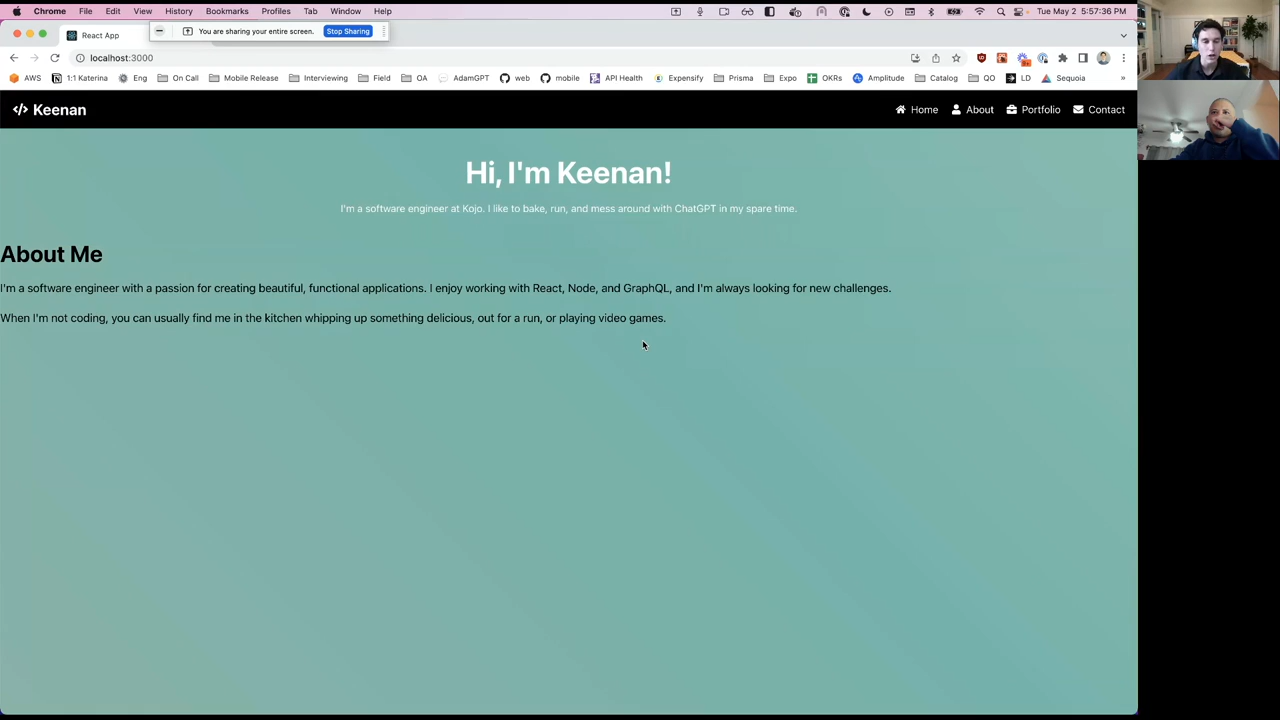 Chrome File Edit View History Bookmarks Profiles Tab Window Help Tue May 2 5:57:36 PM
React App
You are sharing your entire screen. Stop Sharing
localhost:3000
AWS 1:1 Katerina Eng On Call Mobile Release Interviewing Field OA AdamGPT web mobile API Health Expensify Prisma Expo OKRs Amplitude Catalog QO LD Sequoia »
</> Keenan Home About Portfolio Contact
Hi, I'm Keenan!
I'm a software engineer at Kojo. I like to bake, run, and mess around with ChatGPT in my spare time.
About Me
I'm a software engineer with a passion for creating beautiful, functional applications. I enjoy working with React, Node, and GraphQL, and I'm always looking for new challenges.
When I'm not coding, you can usually find me in the kitchen whipping up something delicious, out for a run, or playing video games.